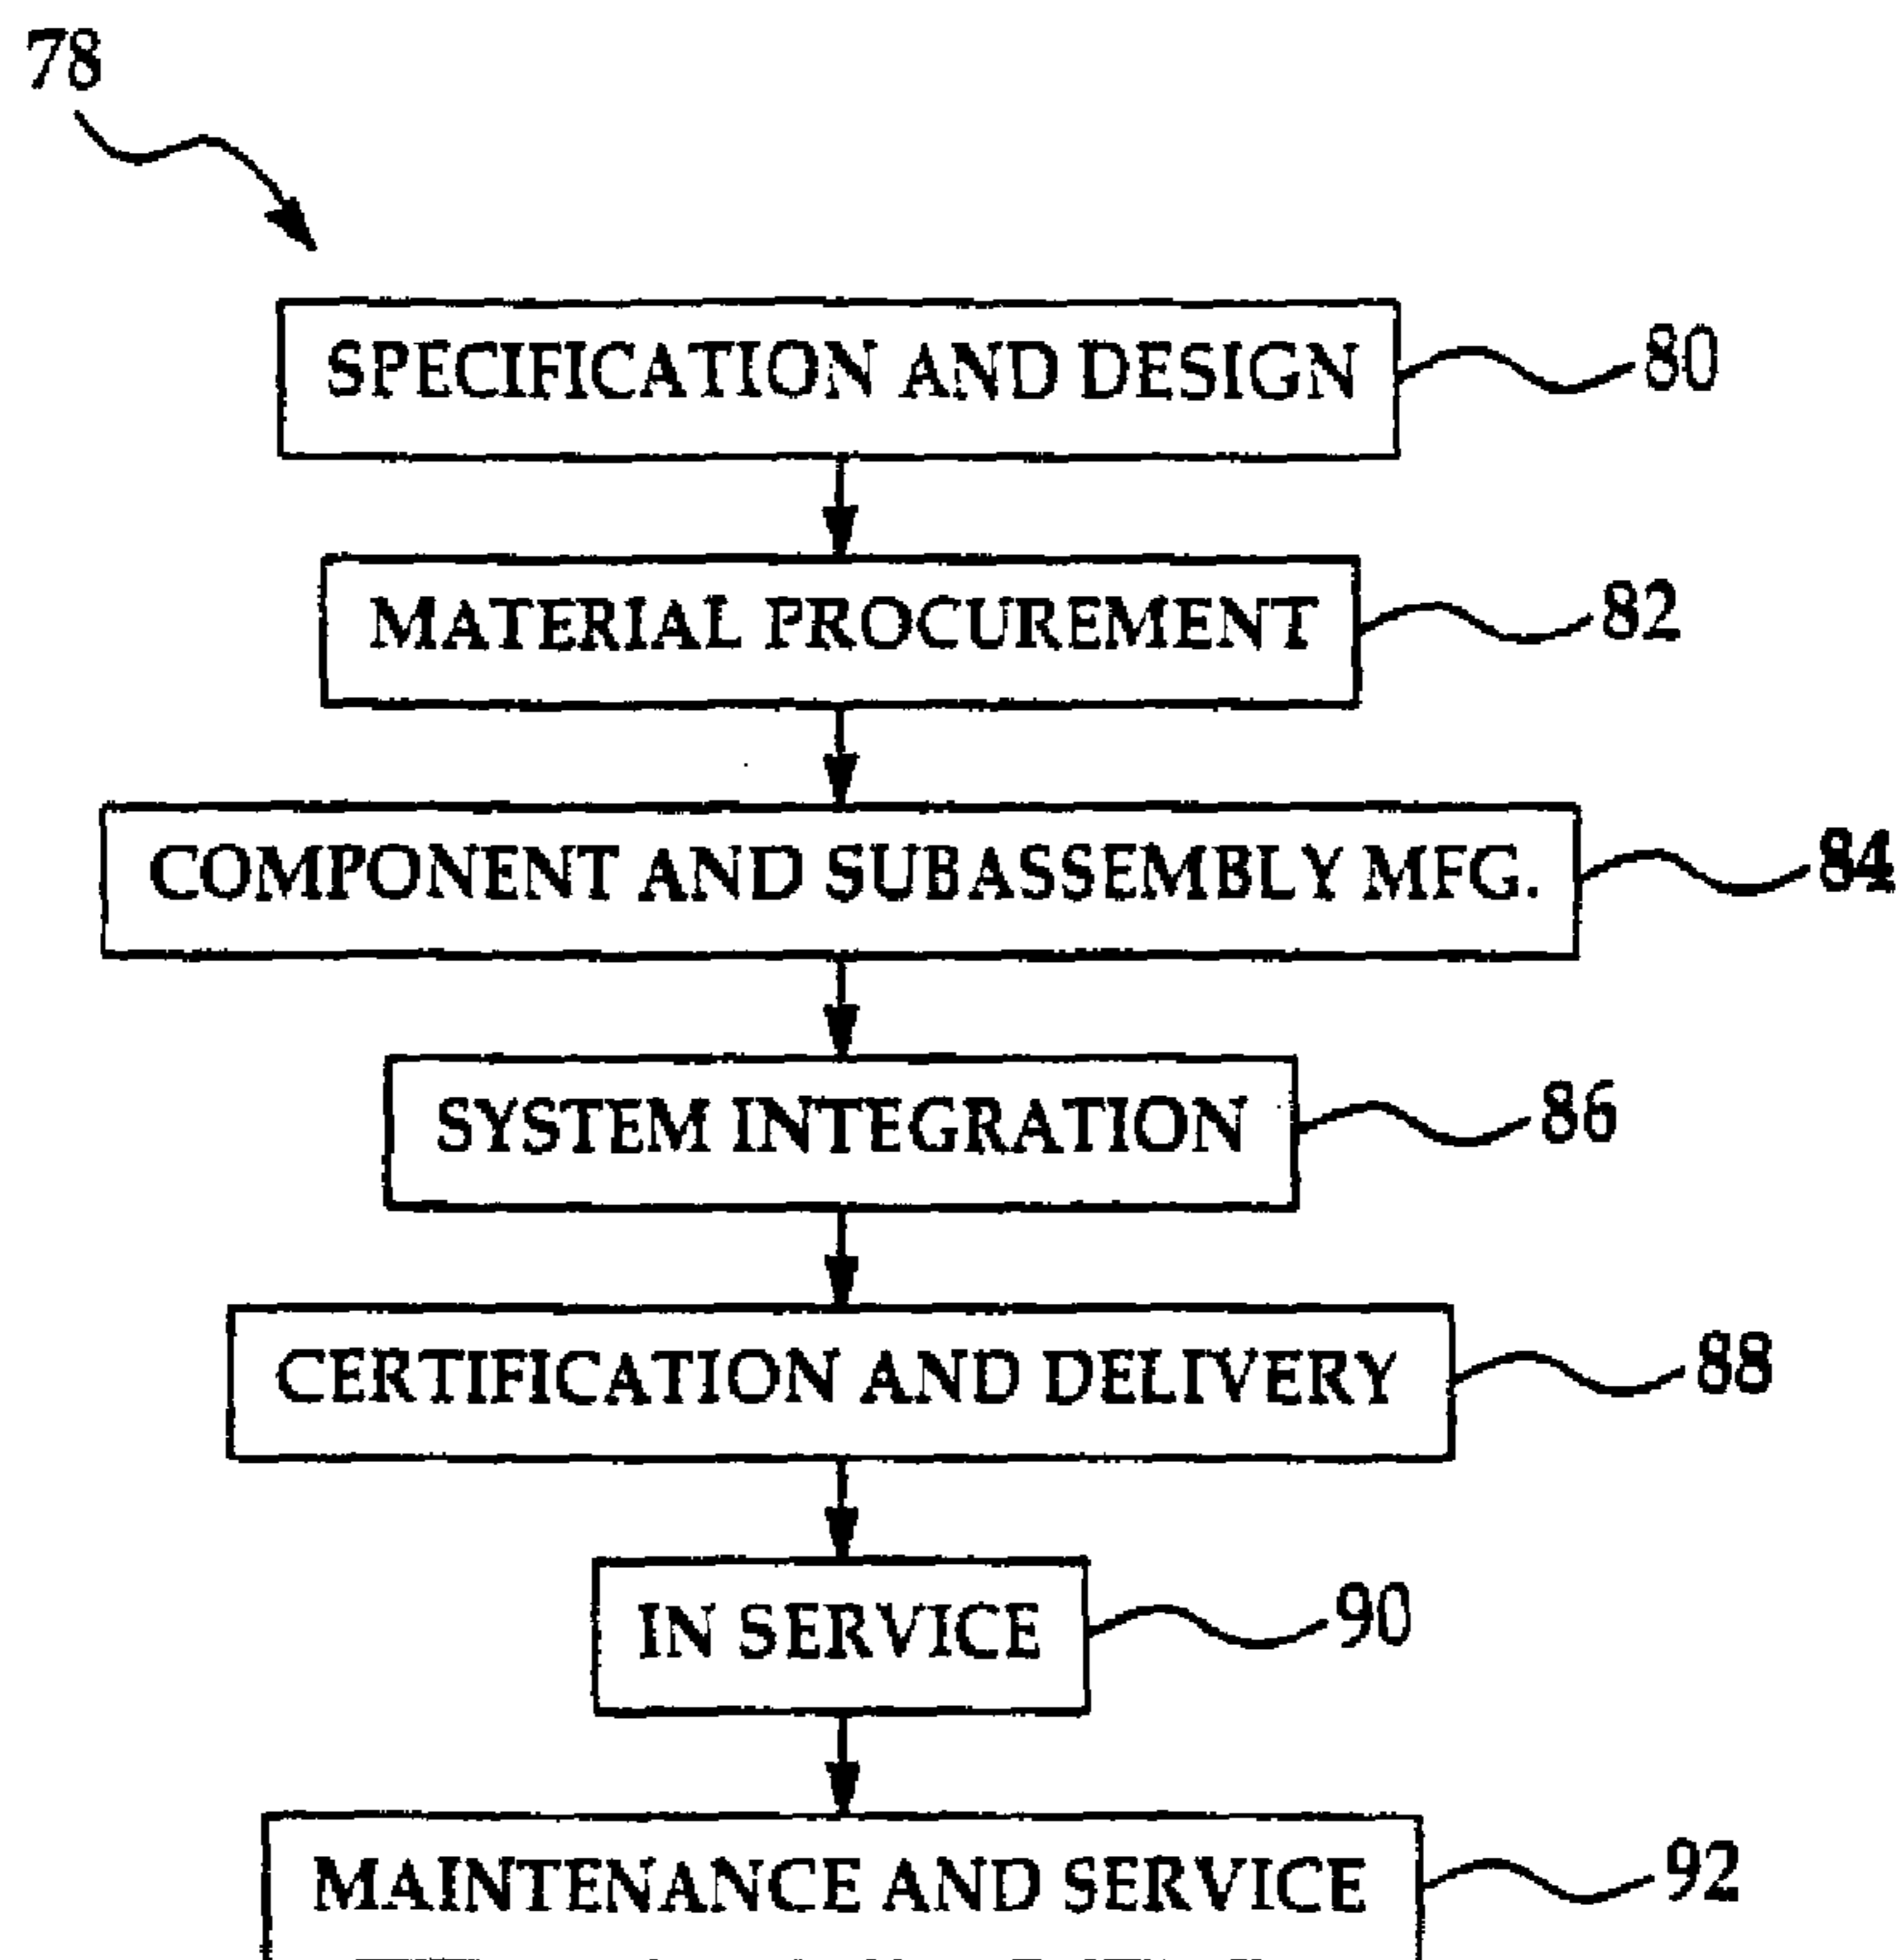 78
SPECIFICATION AND DESIGN 80
MATERIAL PROCUREMENT 82
COMPONENT AND SUBASSEMBLY MFG. 84
SYSTEM INTEGRATION 86
CERTIFICATION AND DELIVERY 88
IN SERVICE 90
MAINTENANCE AND SERVICE 92